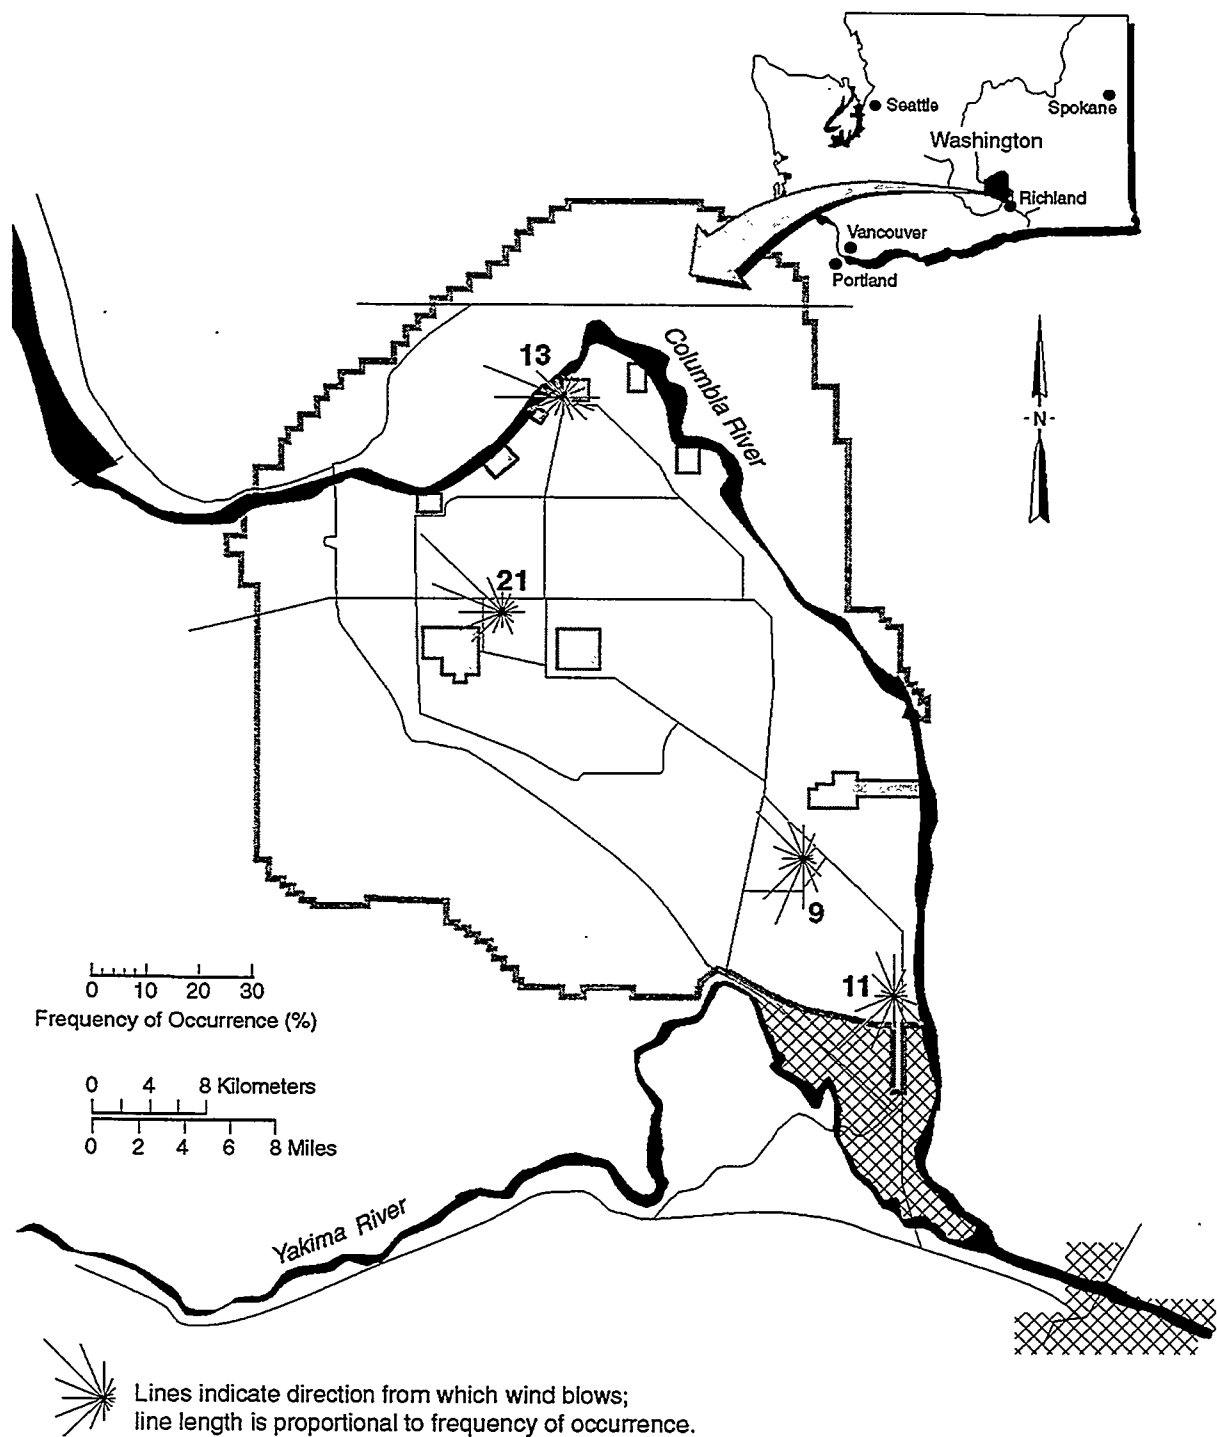 Seattle
Spokane
Washington
Richland
Vancouver
Portland
13
Columbia River
-N-
21
9
11
0 10 20 30
Frequency of Occurrence (%)
0 4 8 Kilometers
0 2 4 6 8 Miles
Yakima River
Lines indicate direction from which wind blows;
line length is proportional to frequency of occurrence.